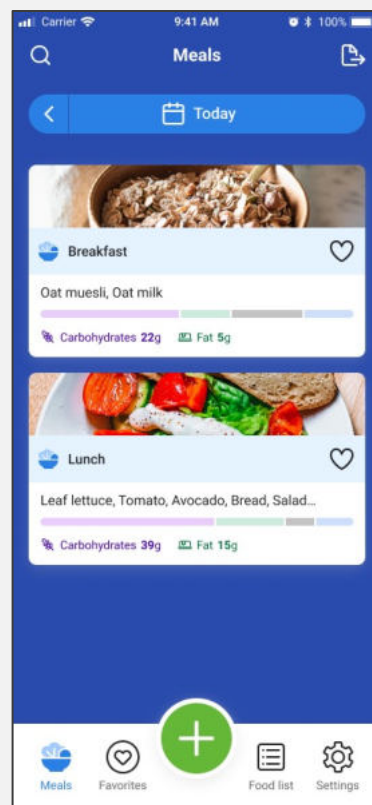 Carrier 9:41 AM 100%
Meals
Today
Breakfast
Oat muesli, Oat milk
Carbohydrates 22g Fat 5g
Lunch
Leaf lettuce, Tomato, Avocado, Bread, Salad...
Carbohydrates 39g Fat 15g
Meals Favorites Food list Settings